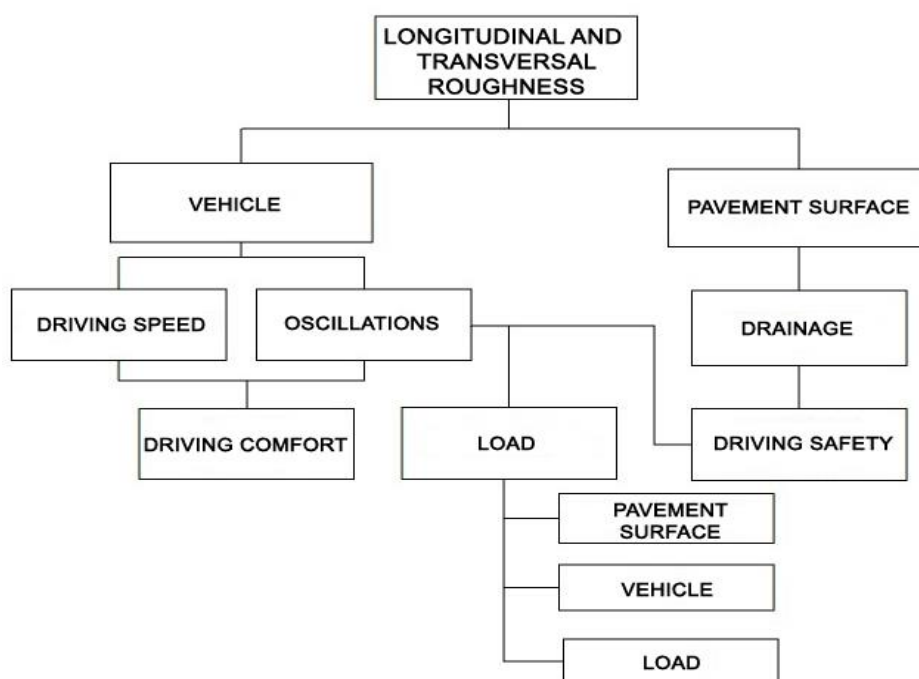 LONGITUDINAL AND
TRANSVERSAL
ROUGHNESS
VEHICLE
PAVEMENT SURFACE
DRIVING SPEED
OSCILLATIONS
DRAINAGE
DRIVING COMFORT
LOAD
DRIVING SAFETY
PAVEMENT
SURFACE
VEHICLE
LOAD